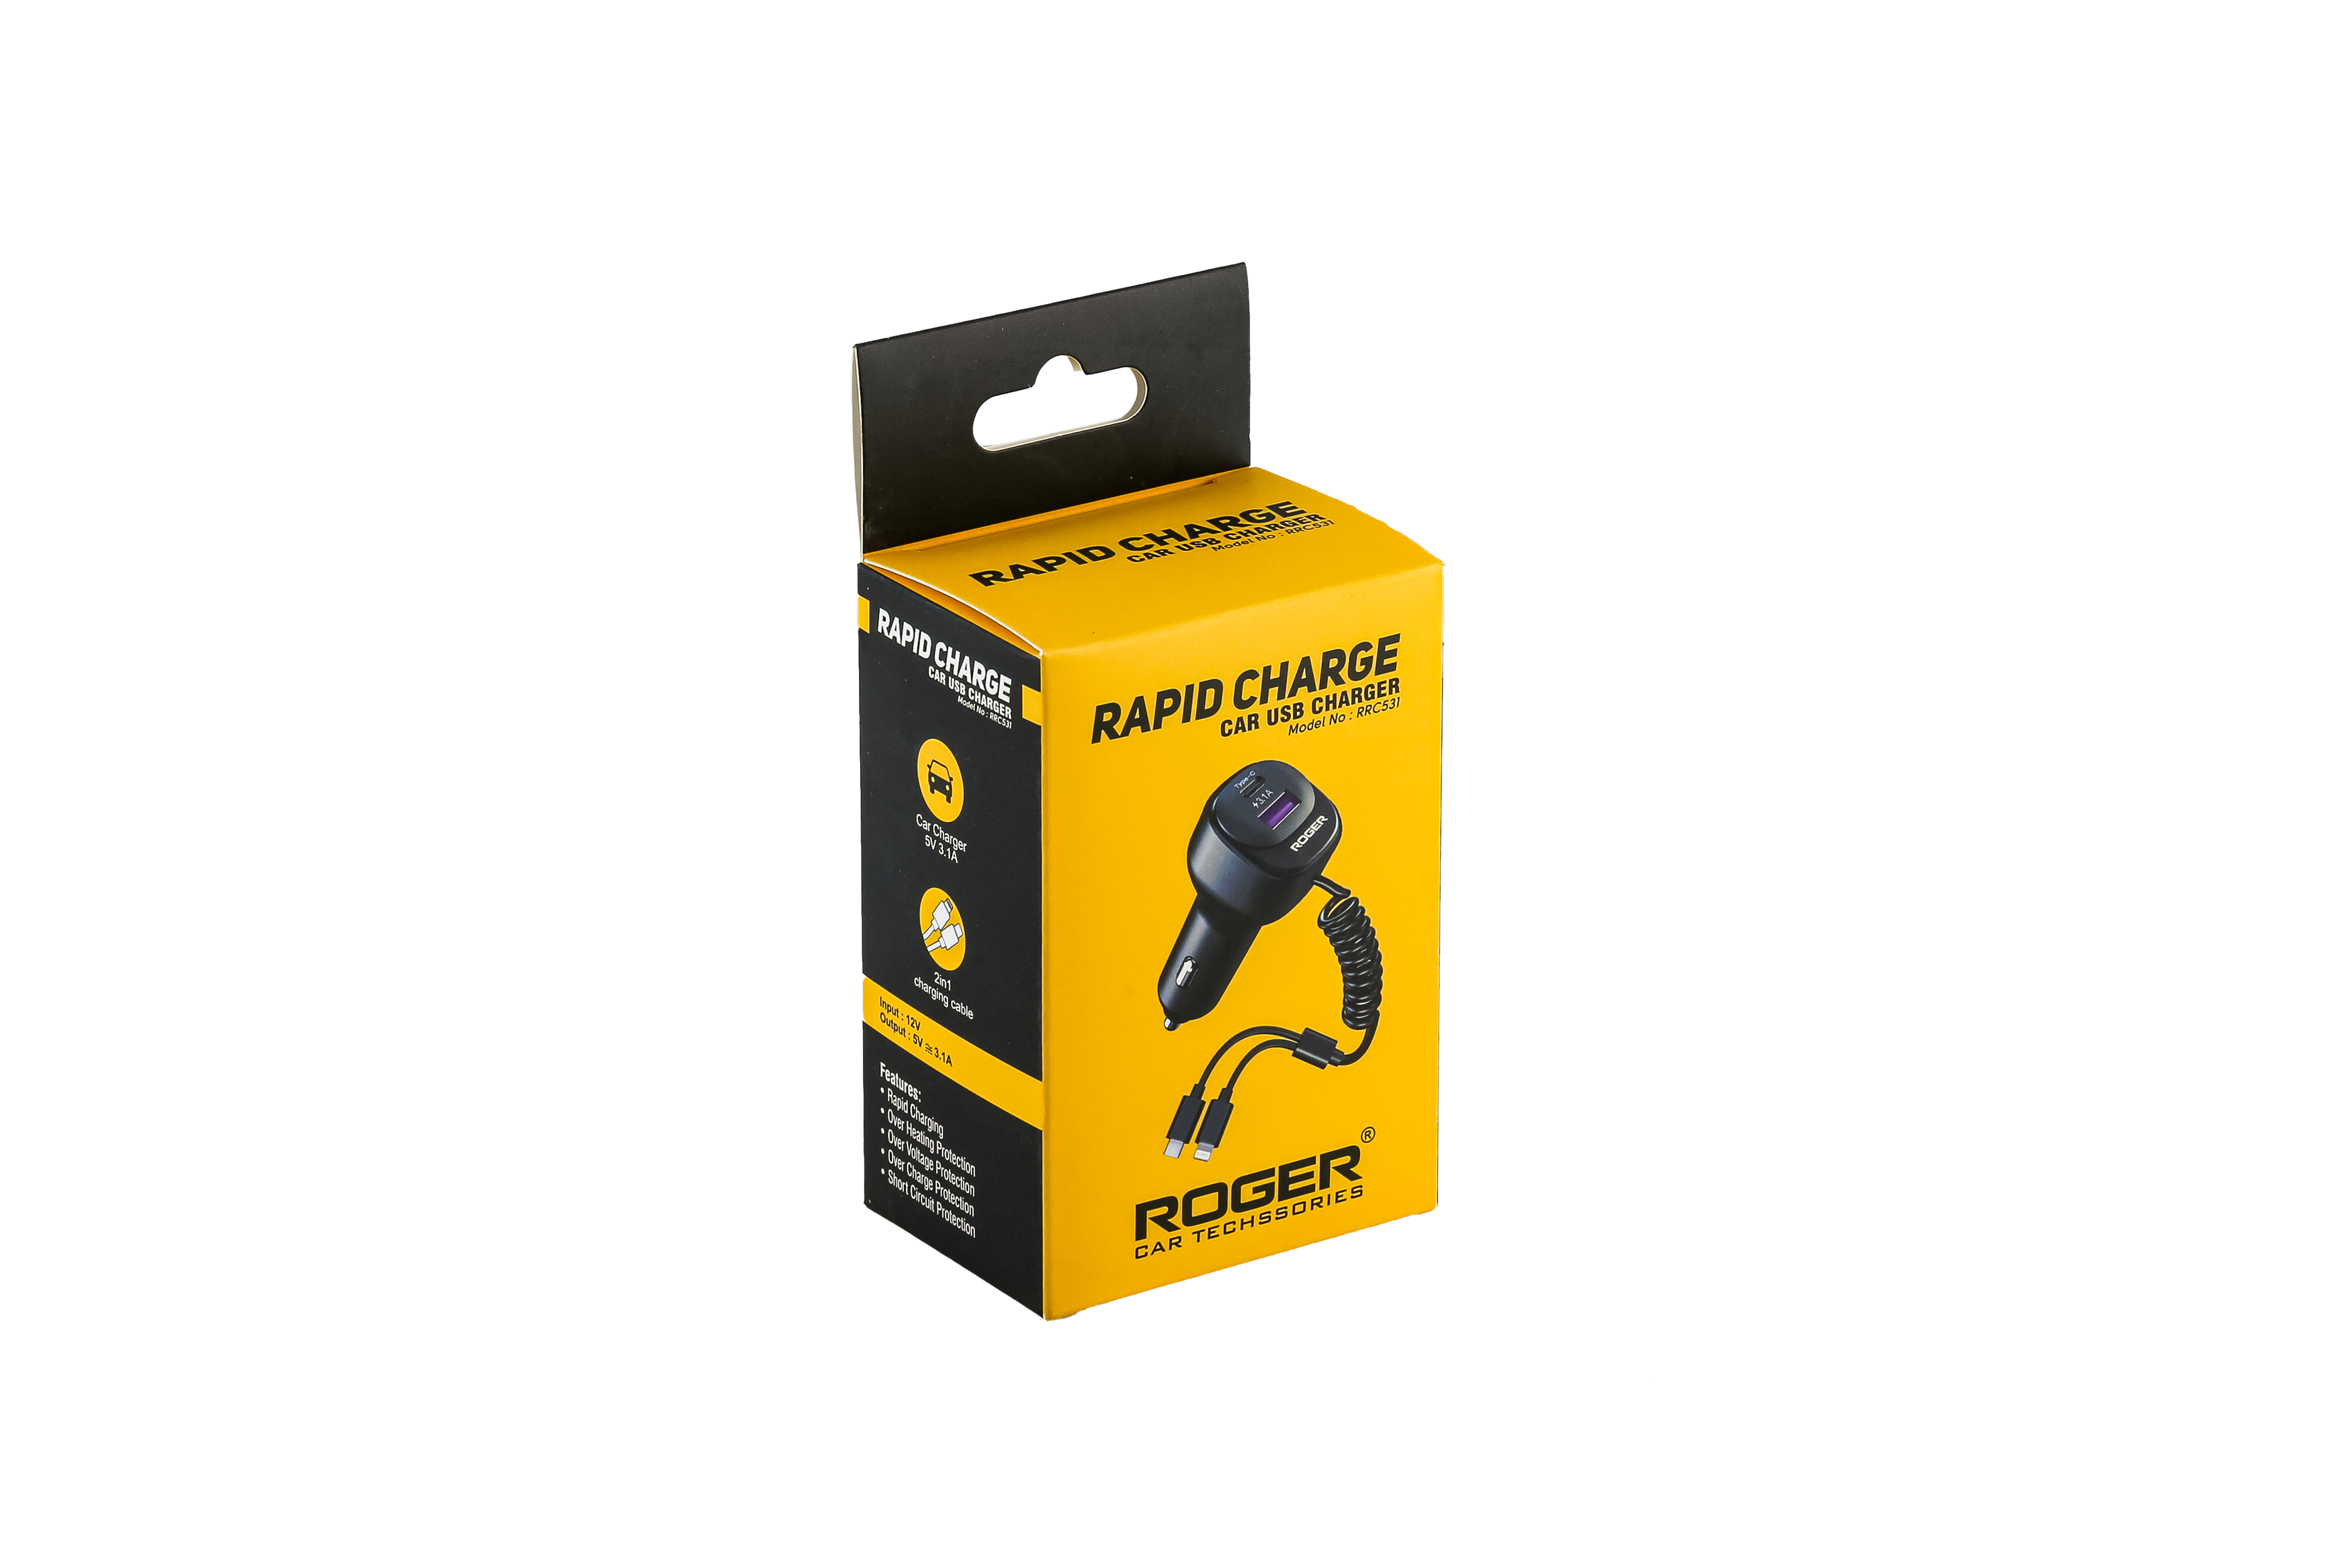 RAPID CHARGE
CAR USB CHARGER
Model No : RRC531
RAPID CHARGE
CAR USB CHARGER
Model No : RRC531
Car Charger
5V 3.1A
2in1
charging cable
Input : 12V
Output : 5V ≅ 3.1A
Features:
• Rapid Charging
• Over Heating Protection
• Over Voltage Protection
• Over Charge Protection
• Short Circuit Protection
RAPID CHARGE
CAR USB CHARGER
Model No : RRC531
Type-C
3.1A
ROGER
ROGER®
CAR TECHSSORIES